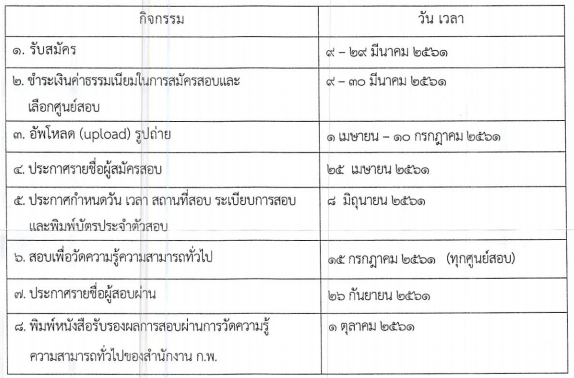 กิจกรรม วัน เวลา
๑. รับสมัคร ๙ – ๒๙ มีนาคม ๒๕๖๑
๒. ชำระเงินค่าธรรมเนียมในการสมัครสอบและ ๙ – ๓๐ มีนาคม ๒๕๖๑
เลือกศูนย์สอบ
๓. อัพโหลด (upload) รูปถ่าย ๑ เมษายน – ๑๐ กรกฎาคม ๒๕๖๑
๔. ประกาศรายชื่อผู้สมัครสอบ ๒๕ เมษายน ๒๕๖๑
๕. ประกาศกำหนดวัน เวลา สถานที่สอบ ระเบียบการสอบ ๘ มิถุนายน ๒๕๖๑
และพิมพ์บัตรประจำตัวสอบ
๖. สอบเพื่อวัดความรู้ความสามารถทั่วไป ๑๕ กรกฎาคม ๒๕๖๑ (ทุกศูนย์สอบ)
๗. ประกาศรายชื่อผู้สอบผ่าน ๒๖ กันยายน ๒๕๖๑
๘. พิมพ์หนังสือรับรองผลการสอบผ่านการวัดความรู้ ๑ ตุลาคม ๒๕๖๑
ความสามารถทั่วไปของสำนักงาน ก.พ.